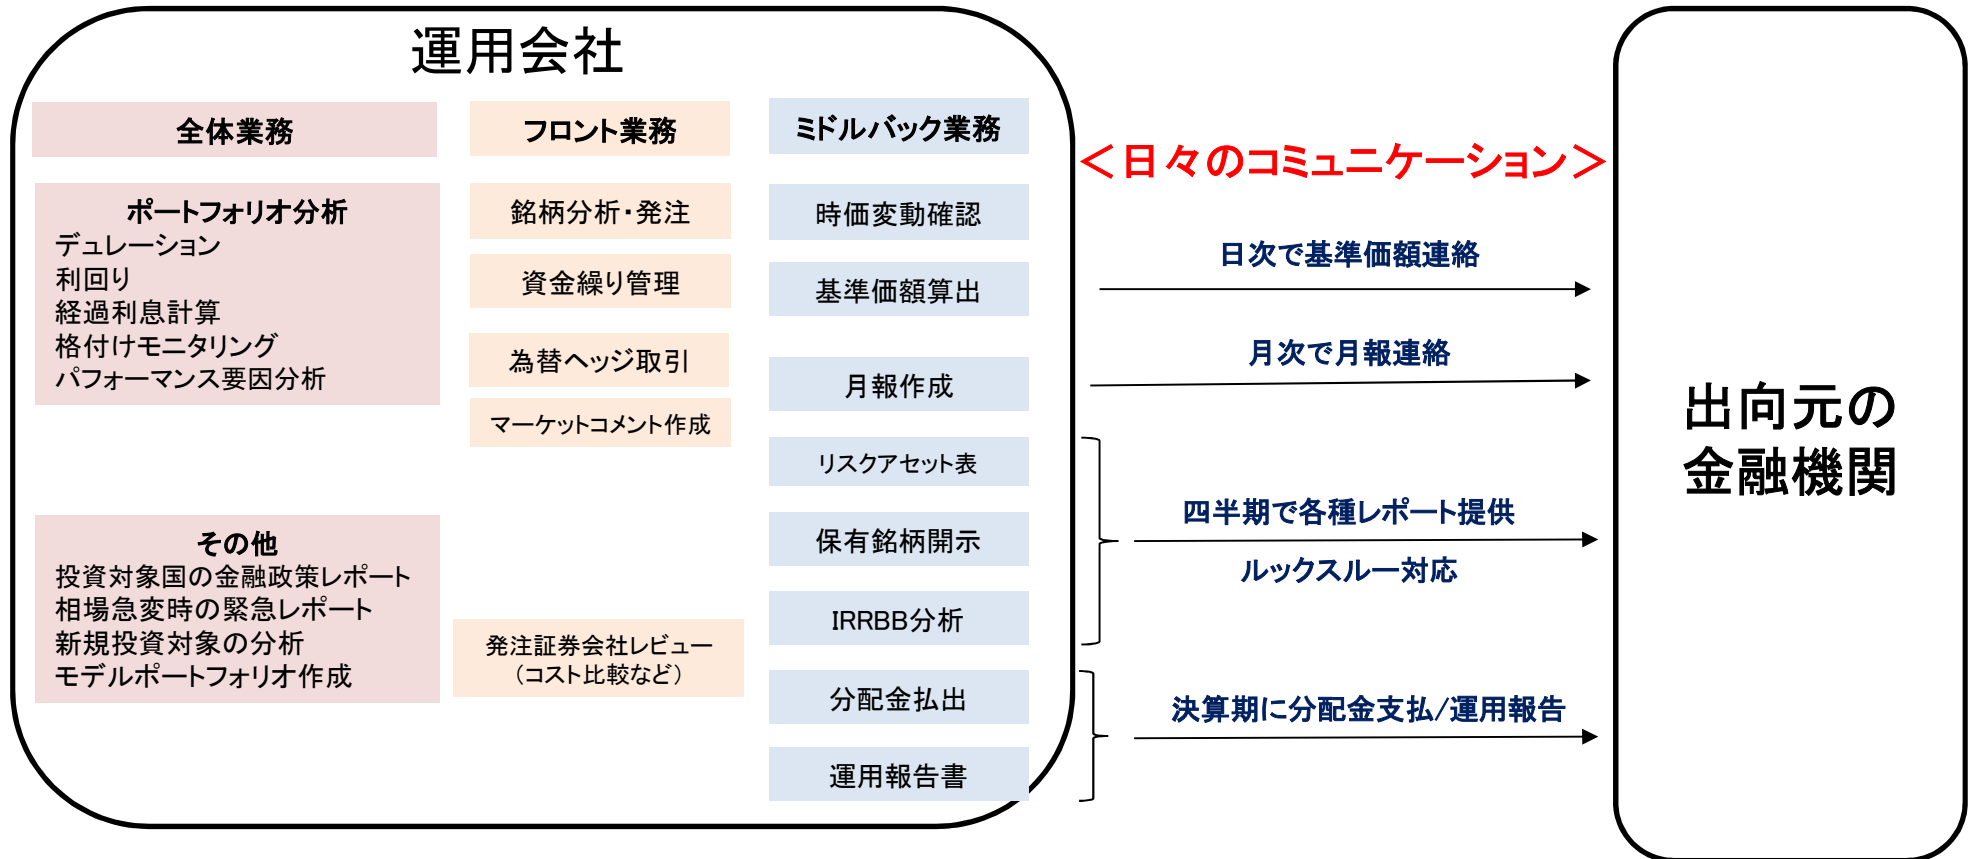 運用会社
全体業務
ポートフォリオ分析
デュレーション
利回り
経過利息計算
格付けモニタリング
パフォーマンス要因分析
その他
投資対象国の金融政策レポート
相場急変時の緊急レポート
新規投資対象の分析
モデルポートフォリオ作成
フロント業務
銘柄分析・発注
資金繰り管理
為替ヘッジ取引
マーケットコメント作成
発注証券会社レビュー
（コスト比較など）
ミドルバック業務
時価変動確認
基準価額算出
月報作成
リスクアセット表
保有銘柄開示
IRRBB分析
分配金払出
運用報告書
＜日々のコミュニケーション＞
日次で基準価額連絡
月次で月報連絡
四半期で各種レポート提供
ルックスルー対応
決算期に分配金支払/運用報告
出向元の
金融機関